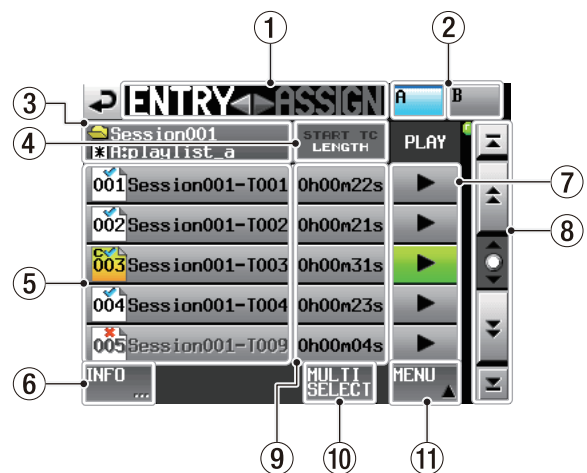 ① ②
ENTRY ASSIGN A B
③ Session001 START TC PLAY
④ *A:playlist_a LENGTH
001 Session001-T001 0h00m22s ⑦
002 Session001-T002 0h00m21s ⑧
C 003 Session001-T003 0h00m31s
⑤ 004 Session001-T004 0h00m23s
005 Session001-T009 0h00m04s
⑥ INFO ... MULTI SELECT MENU
⑨ ⑩ ⑪